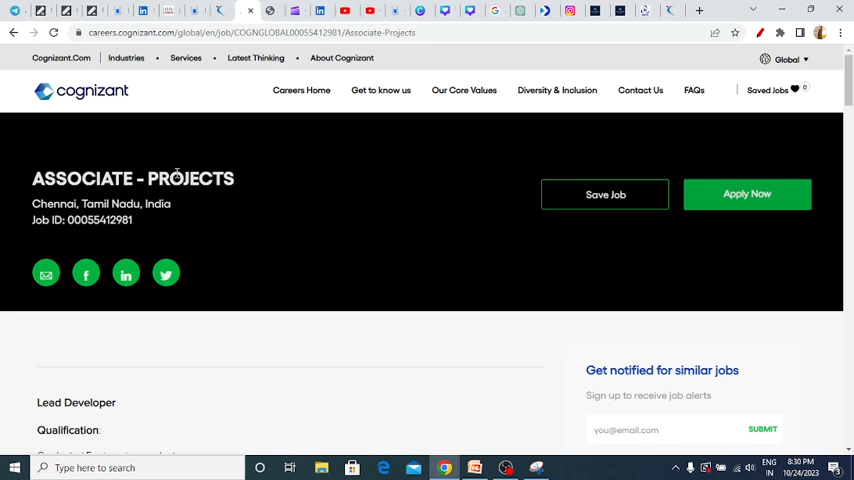 careers.cognizant.com/global/en/job/COGNGLOBAL00055412981/Associate-Projects
Cognizant.Com
Industries
Services
Latest Thinking
About Cognizant
Global
cognizant
Careers Home
Get to know us
Our Core Values
Diversity & Inclusion
Contact Us
FAQs
Saved Jobs 0
ASSOCIATE - PROJECTS
Chennai, Tamil Nadu, India
Job ID: 00055412981
Save Job
Apply Now
Get notified for similar jobs
Sign up to receive job alerts
you@email.com
SUBMIT
Lead Developer
Qualification:
Type here to search
ENG
IN
8:30 PM
10/24/2023
3